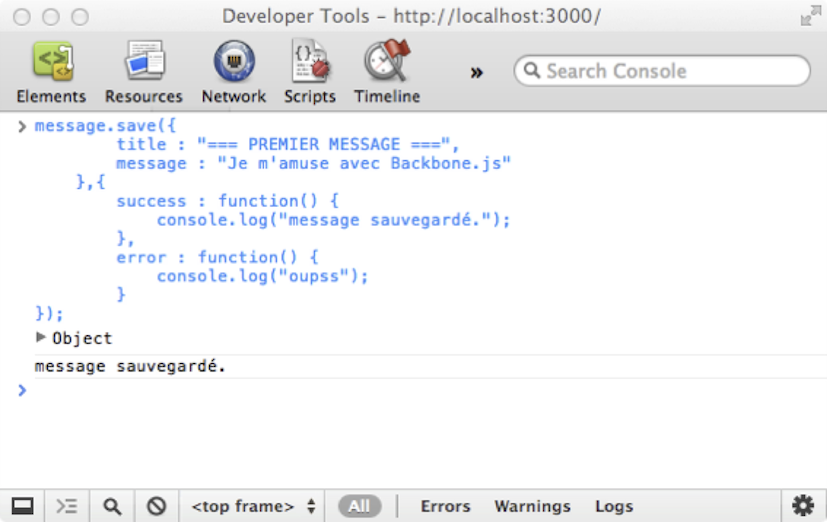 Developer Tools - http://localhost:3000/
Elements Resources Network Scripts Timeline » Search Console
> message.save({
title : "=== PREMIER MESSAGE ===",
message : "Je m'amuse avec Backbone.js"
},{
success : function() {
console.log("message sauvegardé.");
},
error : function() {
console.log("oupss");
}
});
Object
message sauvegardé.
>
<top frame> All Errors Warnings Logs